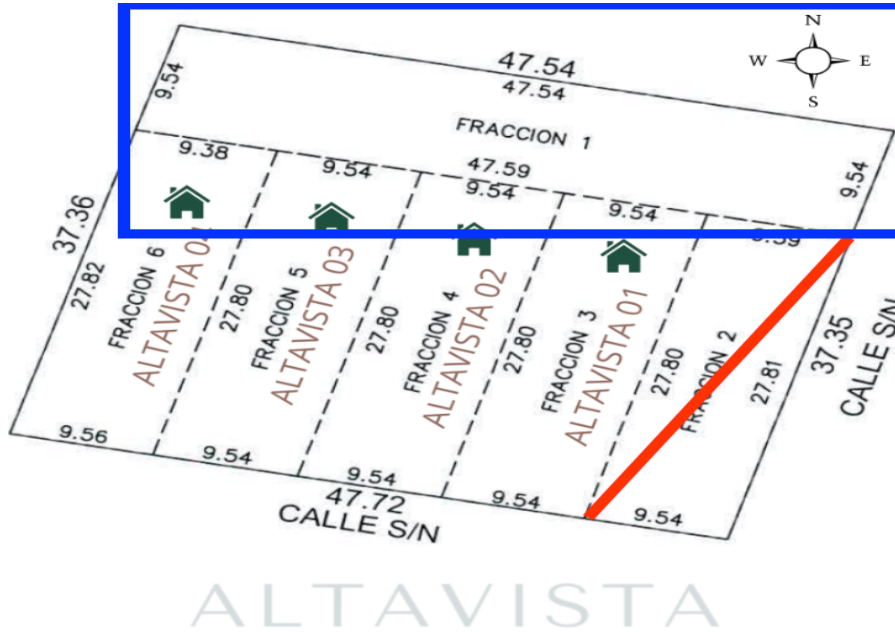 N
W E
S
47.54
47.54
9.54
FRACCION 1
9.54
9.38
9.54
47.59
9.54
9.54
37.36
27.82
FRACCION 6
ALTAVISTA 04
27.80
FRACCION 5
ALTAVISTA 03
27.80
FRACCION 4
ALTAVISTA 02
27.80
FRACCION 3
ALTAVISTA 01
27.80
FRACCION 2
27.81
37.35
CALLE S/N
9.56
9.54
9.54
9.54
9.54
47.72
CALLE S/N
ALTAVISTA